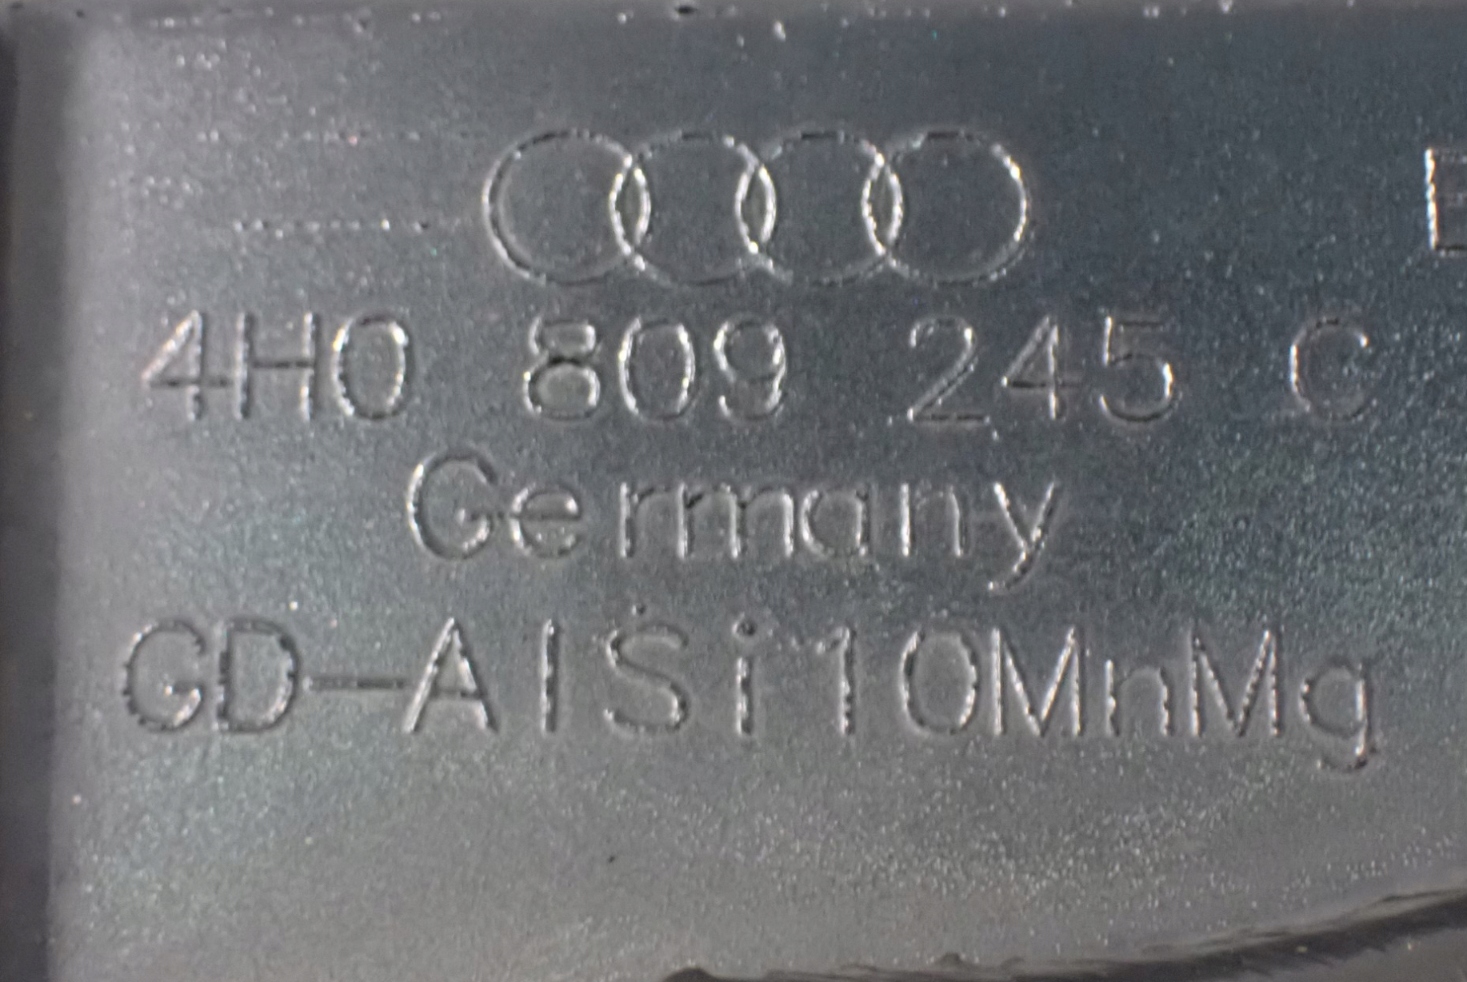 4H0 809 245 C
Germany
GD-AlSi10MnMg